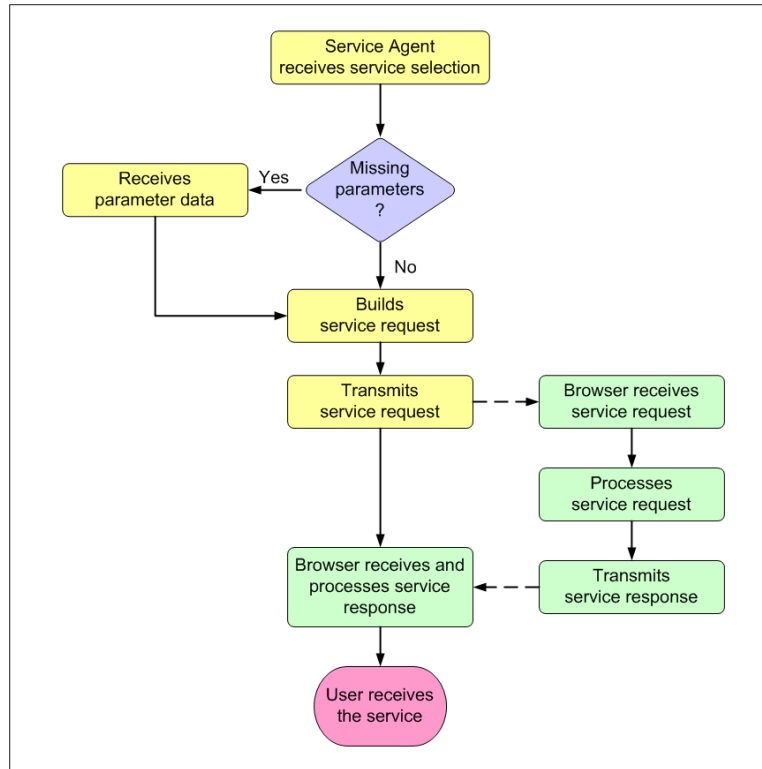 Service Agent
receives service selection
Missing
parameters
?
Yes
Receives
parameter data
No
Builds
service request
Transmits
service request
Browser receives
service request
Processes
service request
Transmits
service response
Browser receives and
processes service
response
User receives
the service